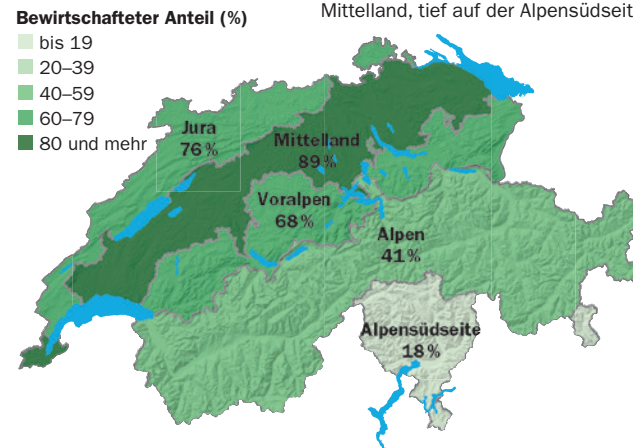 Mittelland, tief auf der Alpensüdseit
Bewirtschafteter Anteil (%)
bis 19
20–39
40–59
60–79
80 und mehr
Jura
76 %
Mittelland
89 %
Voralpen
68 %
Alpen
41 %
Alpensüdseite
18 %